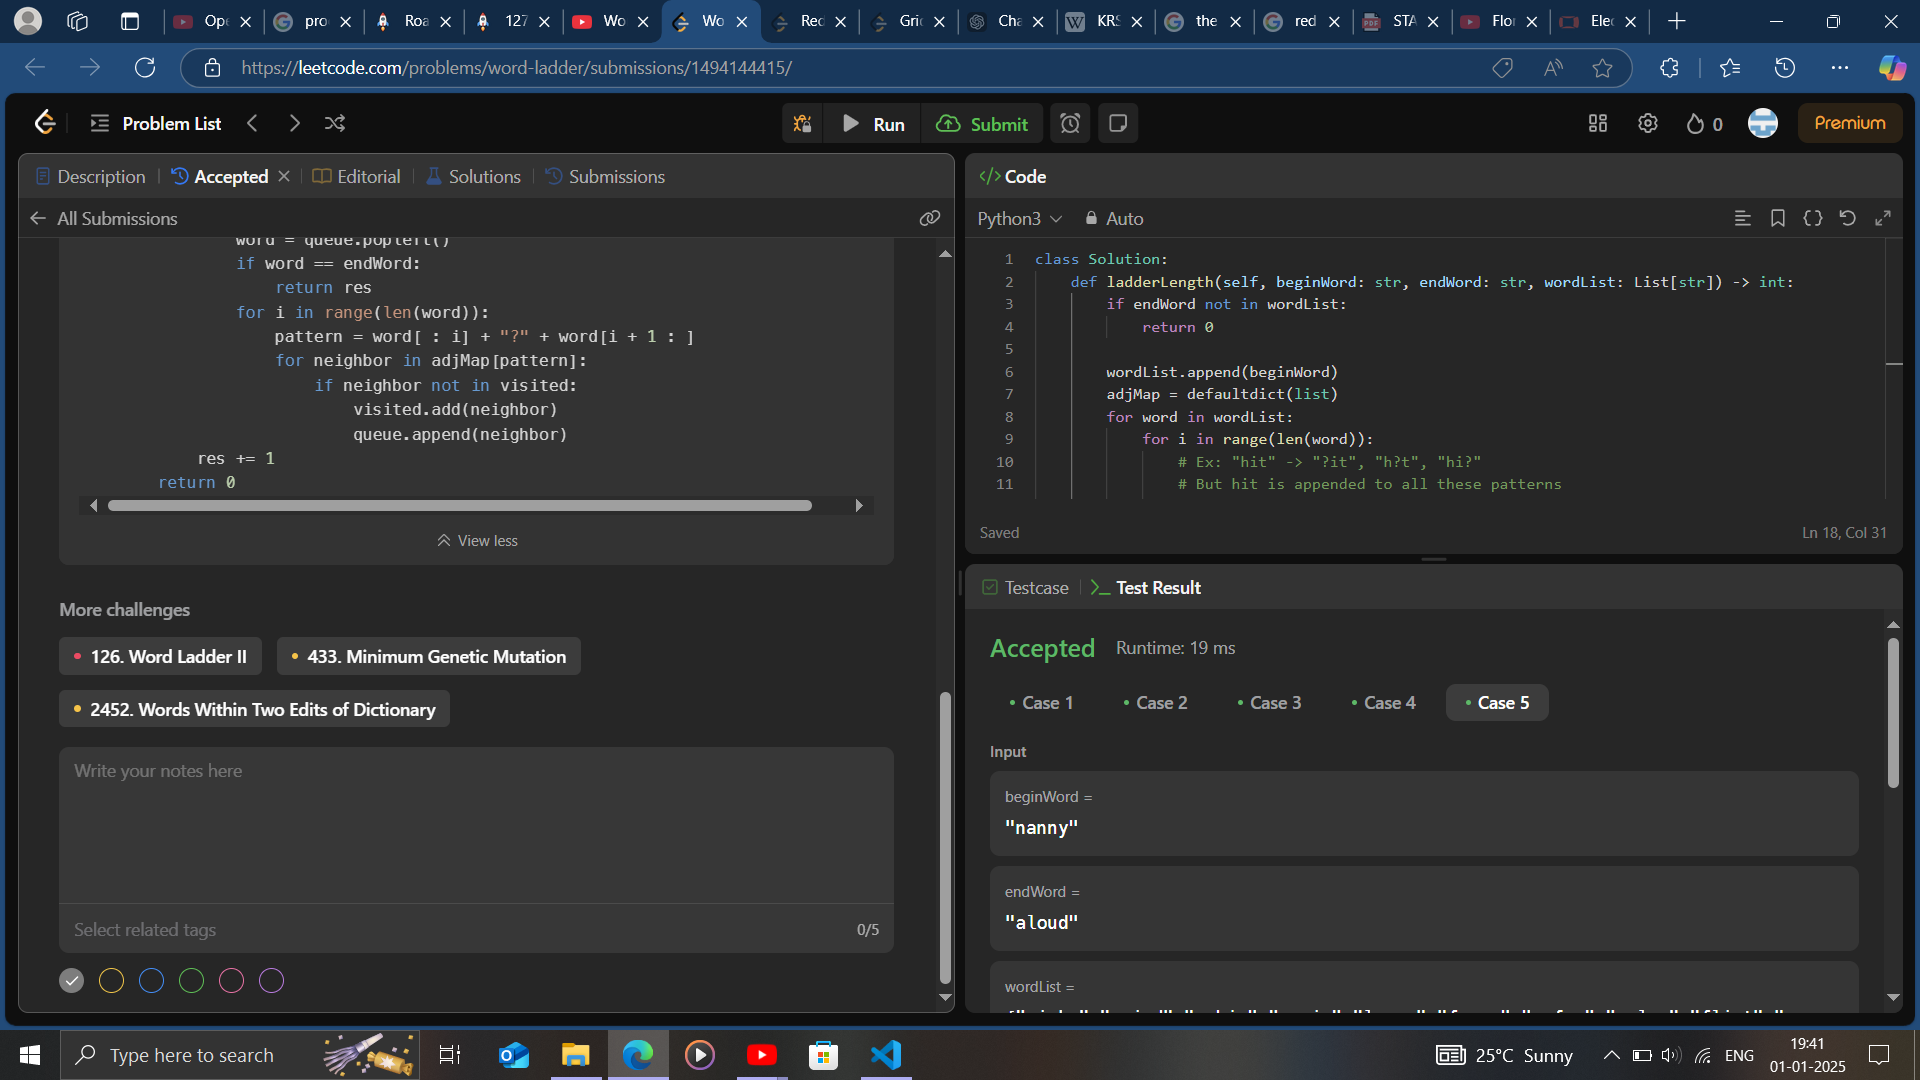 Ope
pro
Roa
127
Wo
Wo
Red
Gric
Cha
KRS
the
red
STA
Flor
Elec
https://leetcode.com/problems/word-ladder/submissions/1494144415/
Problem List
Run
Submit
0
Premium
Description
Accepted
Editorial
Solutions
Submissions
All Submissions
word = queue.popleft()
if word == endWord:
return res
for i in range(len(word)):
pattern = word[ : i] + "?" + word[i + 1 : ]
for neighbor in adjMap[pattern]:
if neighbor not in visited:
visited.add(neighbor)
queue.append(neighbor)
res += 1
return 0
View less
More challenges
126. Word Ladder II
433. Minimum Genetic Mutation
2452. Words Within Two Edits of Dictionary
Write your notes here
Select related tags
0/5
</> Code
Python3
Auto
1 class Solution:
2 def ladderLength(self, beginWord: str, endWord: str, wordList: List[str]) -> int:
3 if endWord not in wordList:
4 return 0
5
6 wordList.append(beginWord)
7 adjMap = defaultdict(list)
8 for word in wordList:
9 for i in range(len(word)):
10 # Ex: "hit" -> "?it", "h?t", "hi?"
11 # But hit is appended to all these patterns
Saved
Ln 18, Col 31
Testcase
Test Result
Accepted
Runtime: 19 ms
Case 1
Case 2
Case 3
Case 4
Case 5
Input
beginWord =
"nanny"
endWord =
"aloud"
wordList =
Type here to search
25°C Sunny
ENG
19:41
01-01-2025